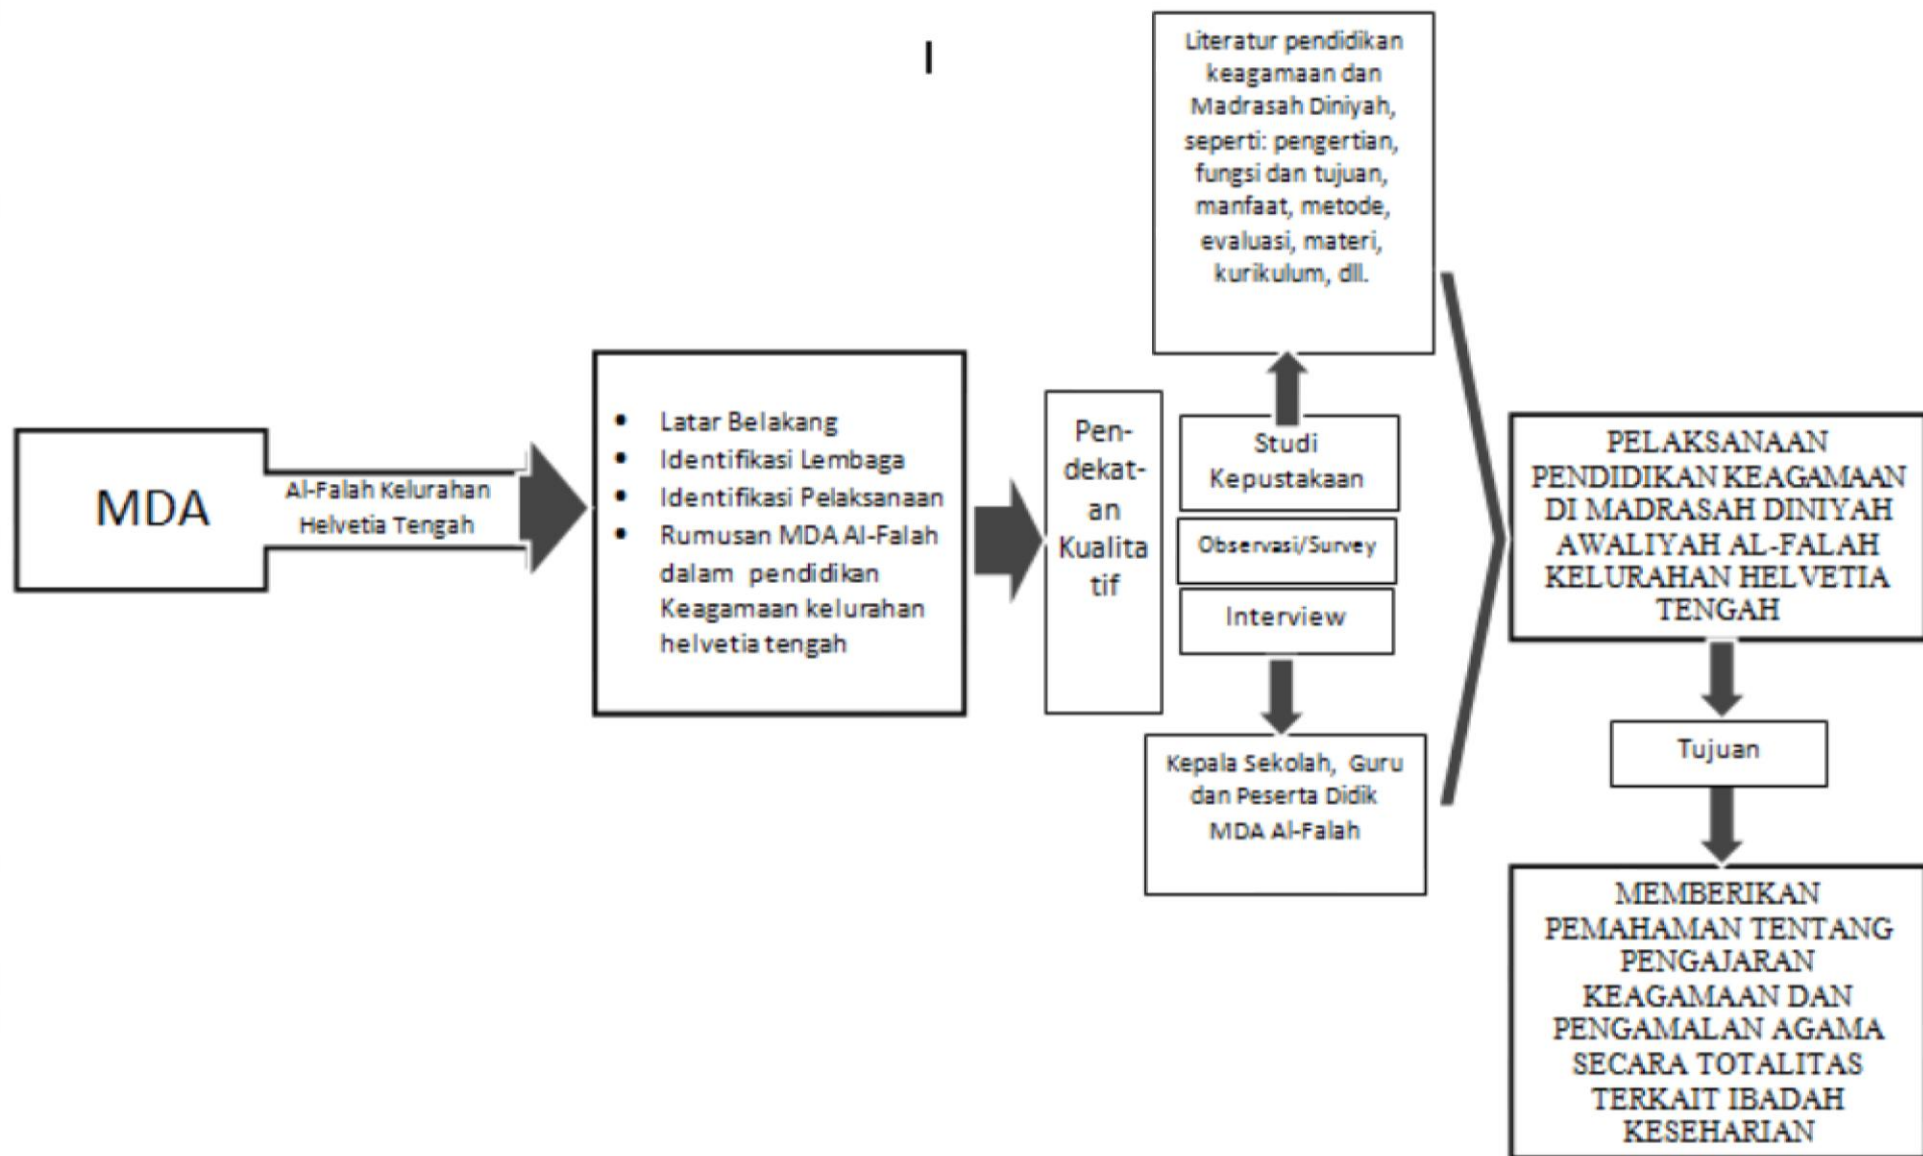 MDA
Al-Falah Kelurahan
Helvetia Tengah
• Latar Belakang
• Identifikasi Lembaga
• Identifikasi Pelaksanaan
• Rumusan MDA Al-Falah
dalam pendidikan
Keagamaan kelurahan
helvetia tengah
Pen-
dekat-
an
Kualita
tif
Literatur pendidikan
keagamaan dan
Madrasah Diniyah,
seperti: pengertian,
fungsi dan tujuan,
manfaat, metode,
evaluasi, materi,
kurikulum, dll.
Studi
Kepustakaan
Observasi/Survey
Interview
Kepala Sekolah, Guru
dan Peserta Didik
MDA Al-Falah
PELAKSANAAN
PENDIDIKAN KEAGAMAAN
DI MADRASAH DINIYAH
AWALIYAH AL-FALAH
KELURAHAN HELVETIA
TENGAH
Tujuan
MEMBERIKAN
PEMAHAMAN TENTANG
PENGAJARAN
KEAGAMAAN DAN
PENGAMALAN AGAMA
SECARA TOTALITAS
TERKAIT IBADAH
KESEHARIAN